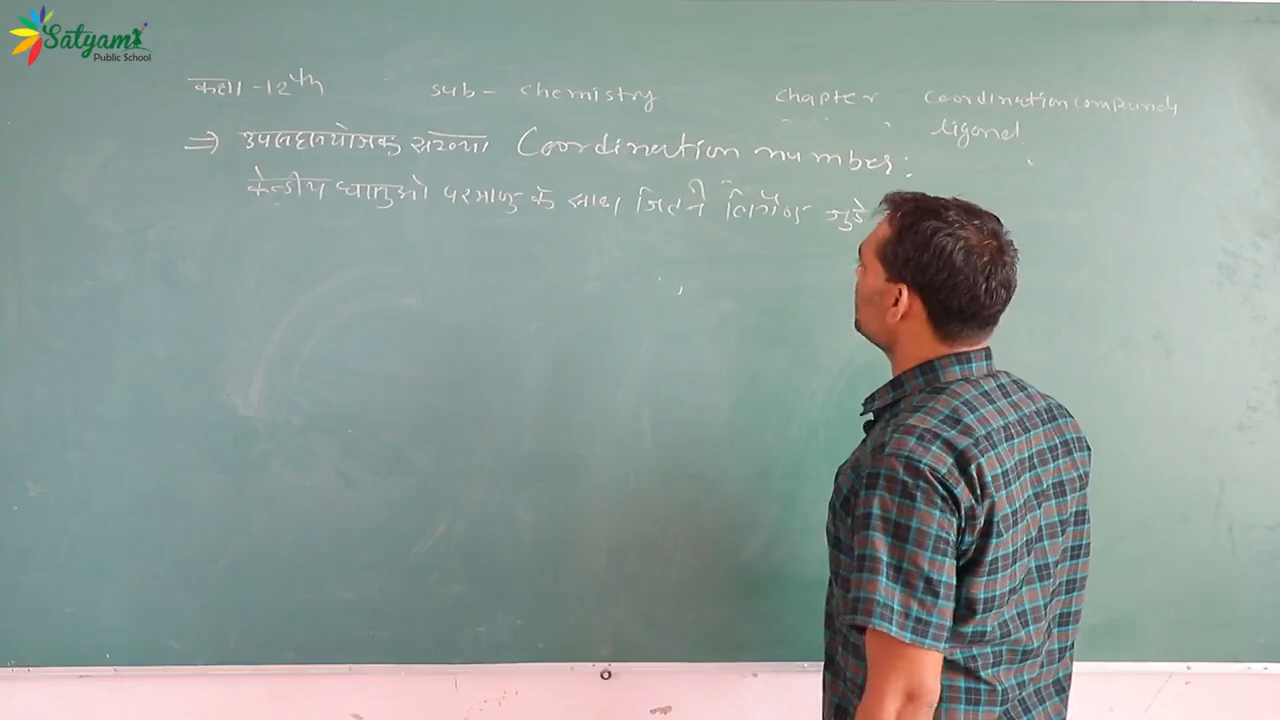 Satyam
Public School
कक्षा - 12th sub - chemistry chapter coordination compounds
ligand
⇒ उपसहसंयोजक संख्या Coordination number:
केन्द्रीय धातुओ परमाणु के साथ जितने लिगेंड जुडे